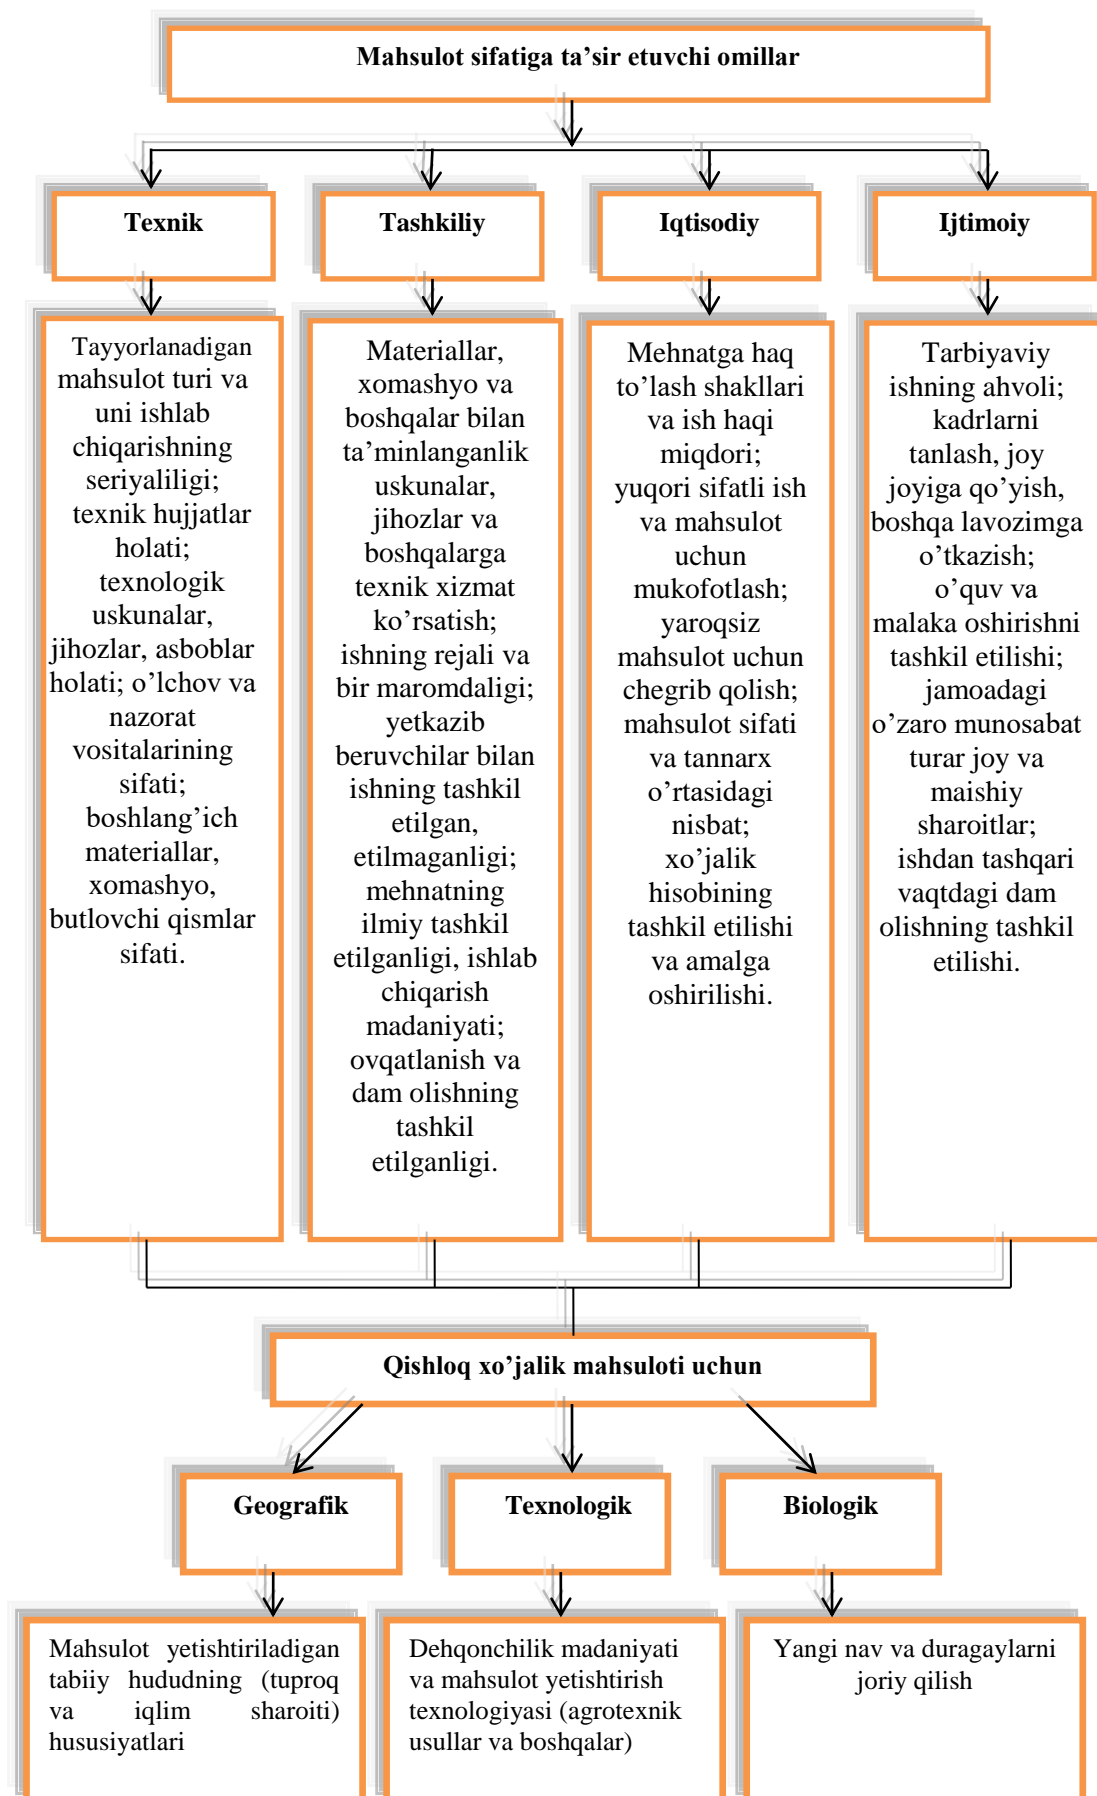 Mahsulot sifatiga ta’sir etuvchi omillar
Texnik
Tashkiliy
Iqtisodiy
Ijtimoiy
Tayyorlanadigan
mahsulot turi va
uni ishlab
chiqarishning
seriyaliligi;
texnik hujjatlar
holati;
texnologik
uskunalar,
jihozlar, asboblar
holati; o’lchov va
nazorat
vositalarining
sifati;
boshlang’ich
materiallar,
xomashyo,
butlovchi qismlar
sifati.
Materiallar,
xomashyo va
boshqalar bilan
ta’minlanganlik
uskunalar,
jihozlar va
boshqalarga
texnik xizmat
ko’rsatish;
ishning rejali va
bir maromdaligi;
yetkazib
beruvchilar bilan
ishning tashkil
etilgan,
etilmaganligi;
mehnatning
ilmiy tashkil
etilganligi, ishlab
chiqarish
madaniyati;
ovqatlanish va
dam olishning
tashkil
etilganligi.
Mehnatga haq
to’lash shakllari
va ish haqi
miqdori;
yuqori sifatli ish
va mahsulot
uchun
mukofotlash;
yaroqsiz
mahsulot uchun
chegrib qolish;
mahsulot sifati
va tannarx
o’rtasidagi
nisbat;
xo’jalik
hisobining
tashkil etilishi
va amalga
oshirilishi.
Tarbiyaviy
ishning ahvoli;
kadrlarni
tanlash, joy
joyiga qo’yish,
boshqa lavozimga
o’tkazish;
o’quv va
malaka oshirishni
tashkil etilishi;
jamoadagi
o’zaro munosabat
turar joy va
maishiy
sharoitlar;
ishdan tashqari
vaqtdagi dam
olishning tashkil
etilishi.
Qishloq xo’jalik mahsuloti uchun
Geografik
Texnologik
Biologik
Mahsulot yetishtiriladigan
tabiiy hududning (tuproq
va iqlim sharoiti)
hususiyatlari
Dehqonchilik madaniyati
va mahsulot yetishtirish
texnologiyasi (agrotexnik
usullar va boshqalar)
Yangi nav va duragaylarni
joriy qilish